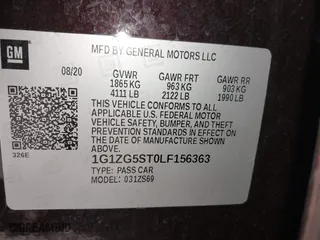 GM
MFD BY GENERAL MOTORS LLC
08/20 GVWR GAWR FRT GAWR RR
1865 KG 963 KG 903 KG
4111 LB 2122 LB 1990 LB
THIS VEHICLE CONFORMS TO ALL
APPLICABLE U.S. FEDERAL MOTOR
VEHICLE SAFETY, BUMPER, AND THEFT
PREVENTION STANDARDS IN EFFECT ON
THE DATE OF MANUFACTURE SHOWN
ABOVE.
326E
1G1ZG5ST0LF156363
TYPE: PASS CAR
MODEL: 031ZS69